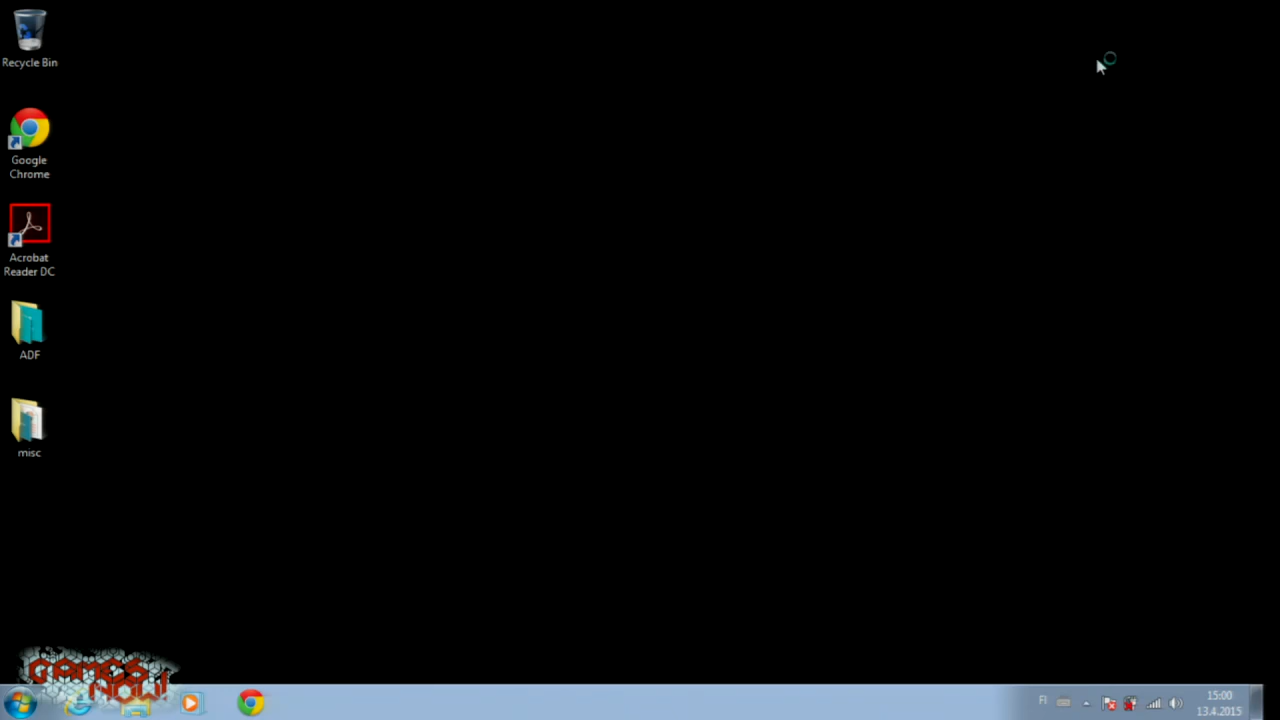 Recycle Bin
Google
Chrome
Acrobat
Reader DC
ADF
misc
GAMES
NOW!
FI
15:00
13.4.2015